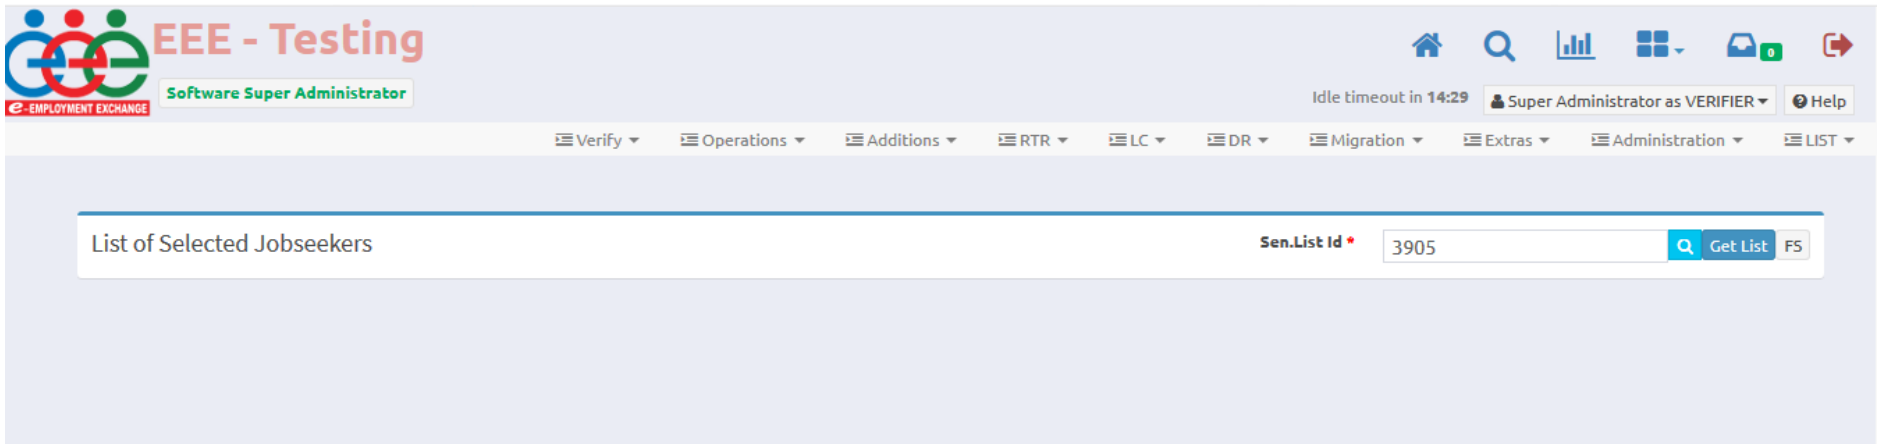 EEE - Testing
e-EMPLOYMENT EXCHANGE
Software Super Administrator
0
Idle timeout in 14:29
Super Administrator as VERIFIER
Help
Verify Operations Additions RTR LC DR Migration Extras Administration LIST
List of Selected Jobseekers
Sen.List Id * 3905 Get List F5